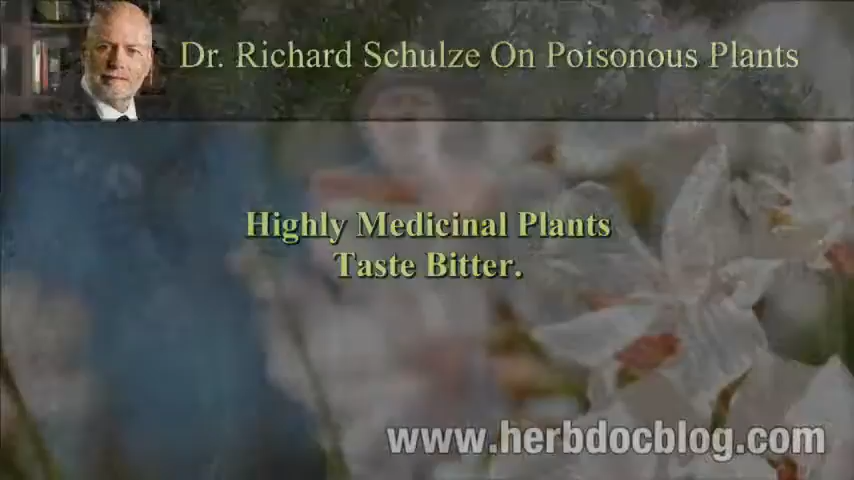 Dr. Richard Schulze On Poisonous Plants
Highly Medicinal Plants
Taste Bitter.
www.herbdocblog.com